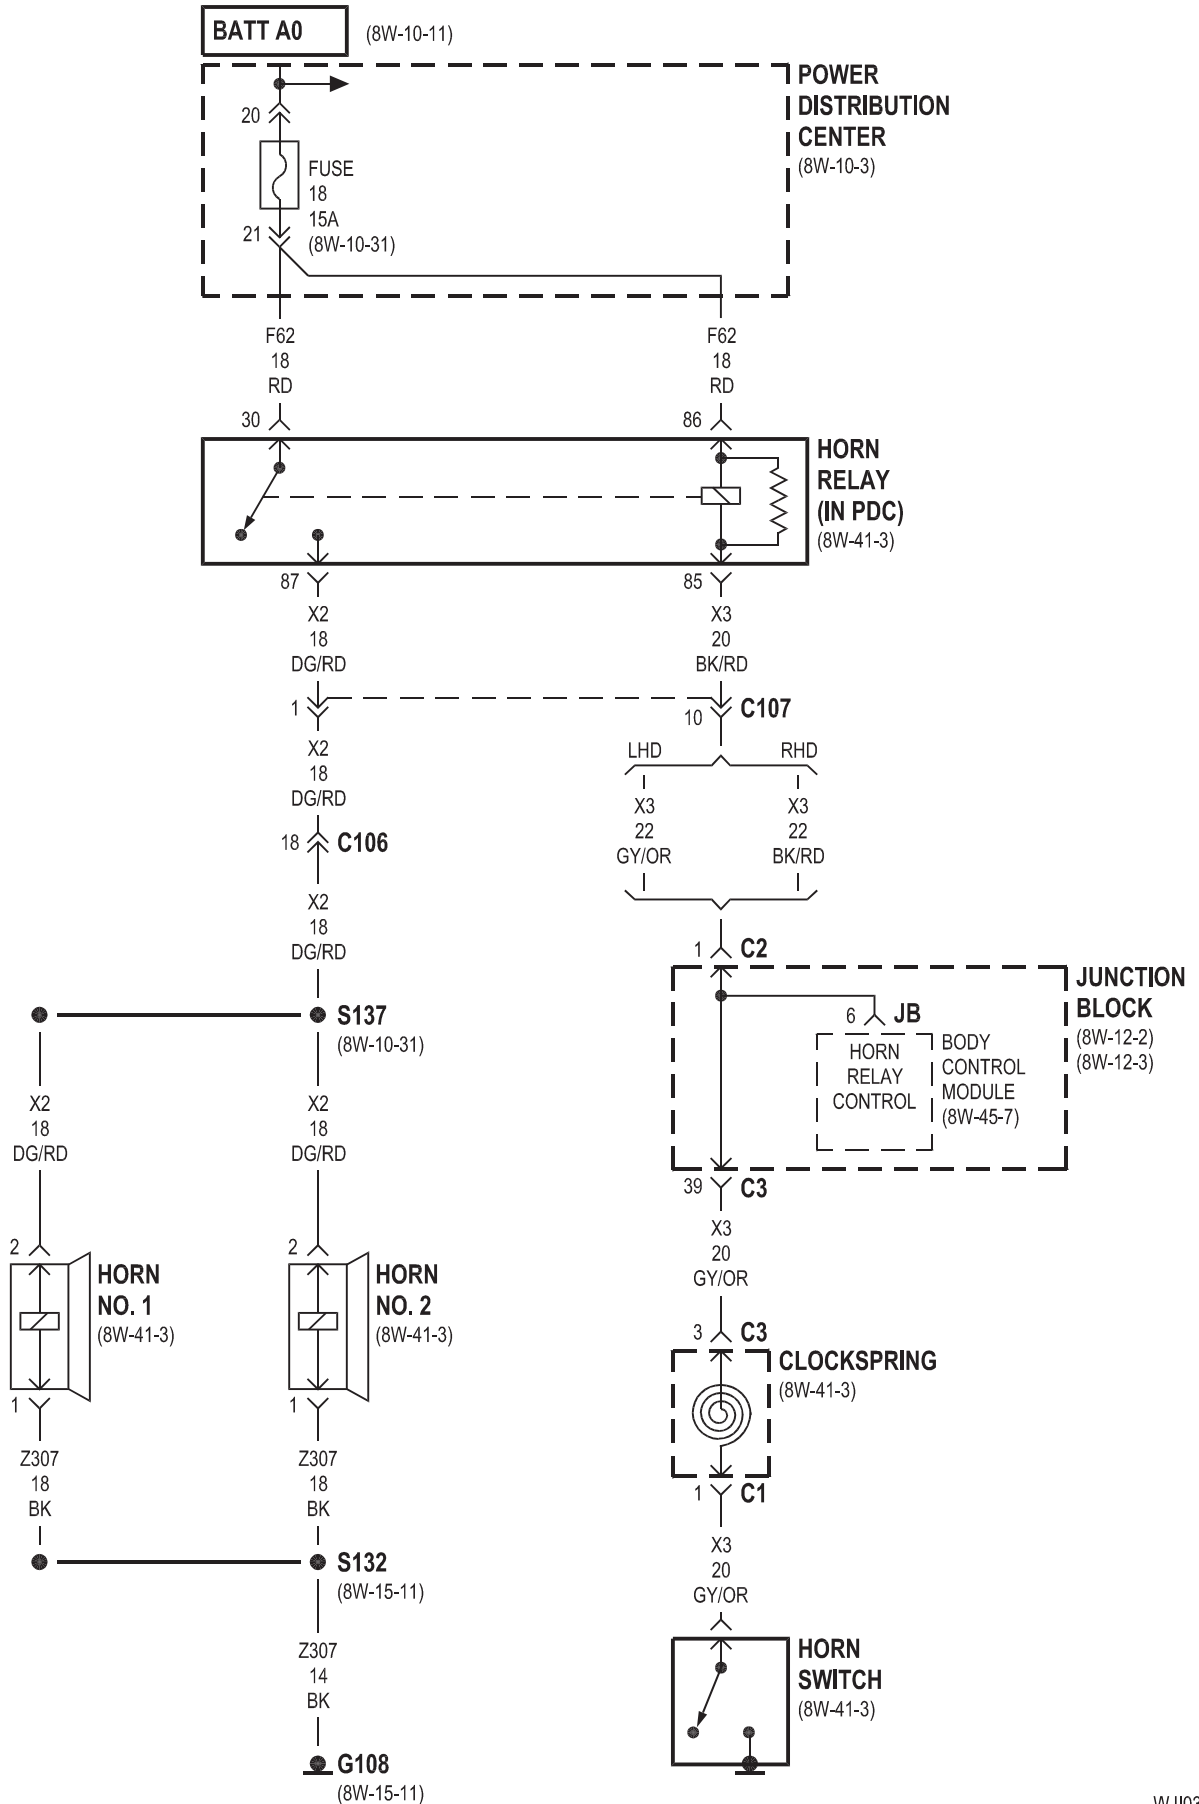 BATT A0
(8W-10-11)
POWER
DISTRIBUTION
CENTER
(8W-10-3)
20
FUSE
18
15A
(8W-10-31)
21
F62
18
RD
F62
18
RD
30
86
HORN
RELAY
(IN PDC)
(8W-41-3)
87
85
X2
18
DG/RD
X3
20
BK/RD
1
10
C107
X2
18
DG/RD
LHD
RHD
X3
22
GY/OR
X3
22
BK/RD
18
C106
X2
18
DG/RD
1
C2
JUNCTION
BLOCK
(8W-12-2)
(8W-12-3)
6
JB
HORN
RELAY
CONTROL
BODY
CONTROL
MODULE
(8W-45-7)
S137
(8W-10-31)
X2
18
DG/RD
X2
18
DG/RD
39
C3
X3
20
GY/OR
2
HORN
NO. 1
(8W-41-3)
1
2
HORN
NO. 2
(8W-41-3)
1
3
C3
CLOCKSPRING
(8W-41-3)
1
C1
Z307
18
BK
Z307
18
BK
X3
20
GY/OR
S132
(8W-15-11)
Z307
14
BK
HORN
SWITCH
(8W-41-3)
G108
(8W-15-11)